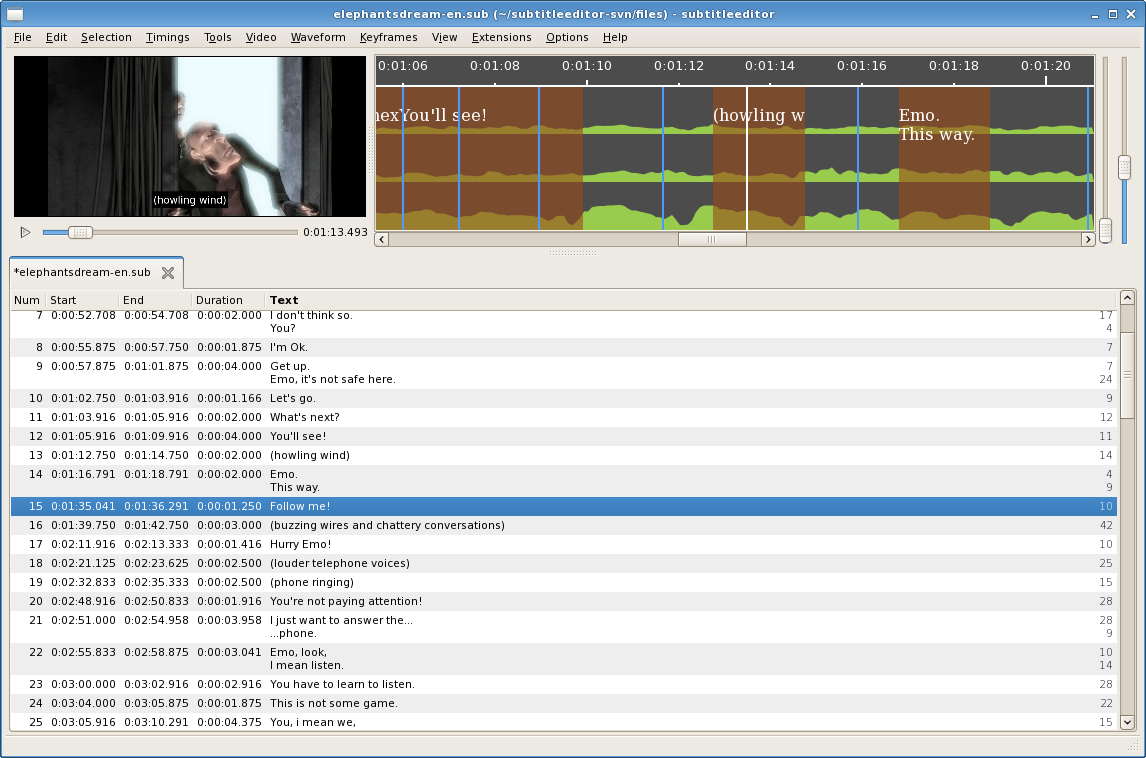 elephantsdream-en.sub (~/subtitleeditor-svn/files) - subtitleeditor
File Edit Selection Timings Tools Video Waveform Keyframes View Extensions Options Help
0:01:06 0:01:08 0:01:10 0:01:12 0:01:14 0:01:16 0:01:18 0:01:20
nex You'll see! (howling w Emo.
This way.
(howling wind)
0:01:13.493
*elephantsdream-en.sub
Num Start End Duration Text
7 0:00:52.708 0:00:54.708 0:00:02.000 I don't think so. 17
You? 4
8 0:00:55.875 0:00:57.750 0:00:01.875 I'm Ok. 7
9 0:00:57.875 0:01:01.875 0:00:04.000 Get up. 7
Emo, it's not safe here. 24
10 0:01:02.750 0:01:03.916 0:00:01.166 Let's go. 9
11 0:01:03.916 0:01:05.916 0:00:02.000 What's next? 12
12 0:01:05.916 0:01:09.916 0:00:04.000 You'll see! 11
13 0:01:12.750 0:01:14.750 0:00:02.000 (howling wind) 14
14 0:01:16.791 0:01:18.791 0:00:02.000 Emo. 4
This way. 9
15 0:01:35.041 0:01:36.291 0:00:01.250 Follow me! 10
16 0:01:39.750 0:01:42.750 0:00:03.000 (buzzing wires and chattery conversations) 42
17 0:02:11.916 0:02:13.333 0:00:01.416 Hurry Emo! 10
18 0:02:21.125 0:02:23.625 0:00:02.500 (louder telephone voices) 25
19 0:02:32.833 0:02:35.333 0:00:02.500 (phone ringing) 15
20 0:02:48.916 0:02:50.833 0:00:01.916 You're not paying attention! 28
21 0:02:51.000 0:02:54.958 0:00:03.958 I just want to answer the... 28
...phone. 9
22 0:02:55.833 0:02:58.875 0:00:03.041 Emo, look, 10
I mean listen. 14
23 0:03:00.000 0:03:02.916 0:00:02.916 You have to learn to listen. 28
24 0:03:04.000 0:03:05.875 0:00:01.875 This is not some game. 22
25 0:03:05.916 0:03:10.291 0:00:04.375 You, i mean we, 15